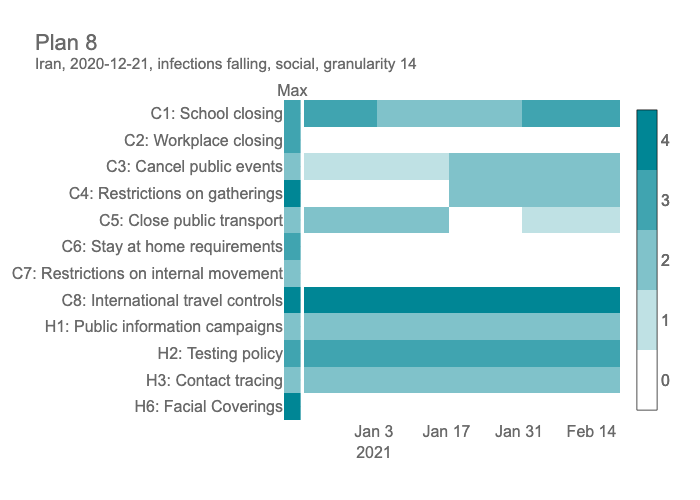 Plan 8
Iran, 2020-12-21, infections falling, social, granularity 14
Max
C1: School closing
C2: Workplace closing
C3: Cancel public events
C4: Restrictions on gatherings
C5: Close public transport
C6: Stay at home requirements
C7: Restrictions on internal movement
C8: International travel controls
H1: Public information campaigns
H2: Testing policy
H3: Contact tracing
H6: Facial Coverings
4
3
2
1
0
Jan 3 Jan 17 Jan 31 Feb 14
2021